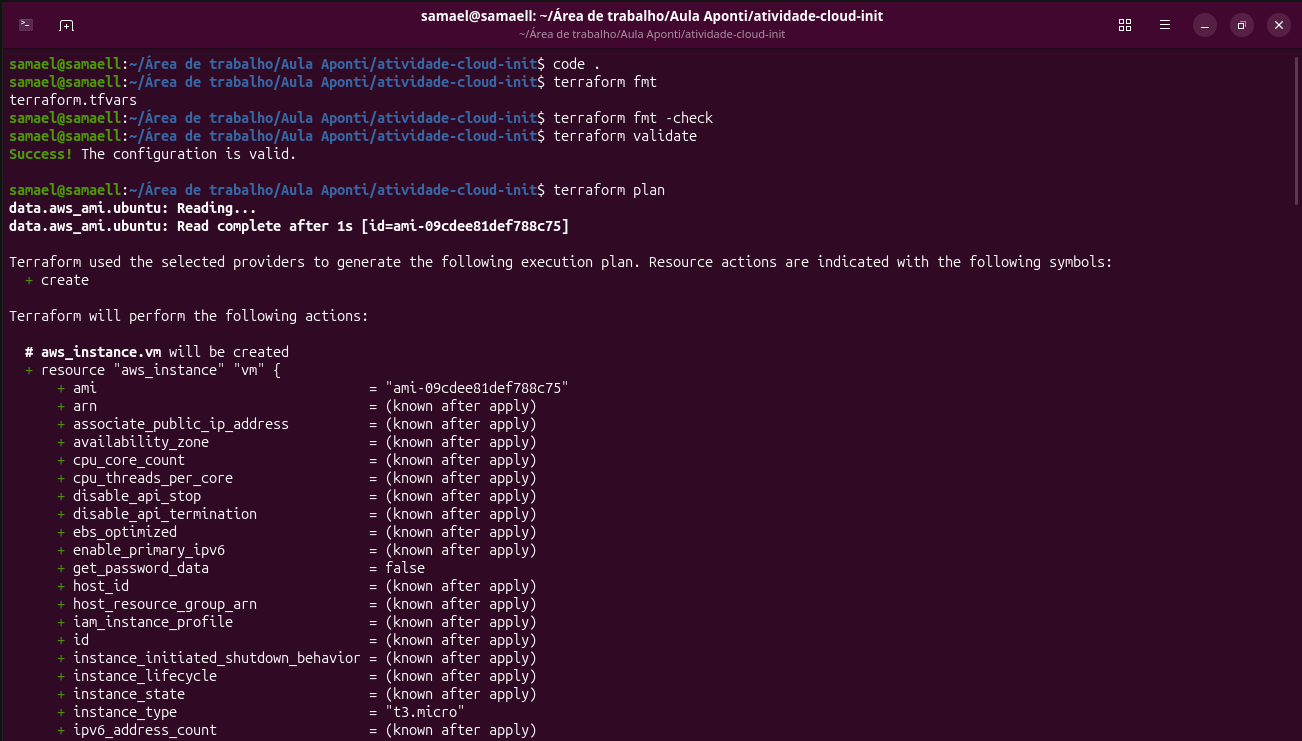 samael@samaell: ~/Área de trabalho/Aula Aponti/atividade-cloud-init
~/Área de trabalho/Aula Aponti/atividade-cloud-init
samael@samaell:~/Área de trabalho/Aula Aponti/atividade-cloud-init$ code .
samael@samaell:~/Área de trabalho/Aula Aponti/atividade-cloud-init$ terraform fmt
terraform.tfvars
samael@samaell:~/Área de trabalho/Aula Aponti/atividade-cloud-init$ terraform fmt -check
samael@samaell:~/Área de trabalho/Aula Aponti/atividade-cloud-init$ terraform validate
Success! The configuration is valid.
samael@samaell:~/Área de trabalho/Aula Aponti/atividade-cloud-init$ terraform plan
data.aws_ami.ubuntu: Reading...
data.aws_ami.ubuntu: Read complete after 1s [id=ami-09cdee81def788c75]
Terraform used the selected providers to generate the following execution plan. Resource actions are indicated with the following symbols:
  + create
Terraform will perform the following actions:
  # aws_instance.vm will be created
  + resource "aws_instance" "vm" {
      + ami                                  = "ami-09cdee81def788c75"
      + arn                                  = (known after apply)
      + associate_public_ip_address          = (known after apply)
      + availability_zone                    = (known after apply)
      + cpu_core_count                       = (known after apply)
      + cpu_threads_per_core                 = (known after apply)
      + disable_api_stop                     = (known after apply)
      + disable_api_termination              = (known after apply)
      + ebs_optimized                        = (known after apply)
      + enable_primary_ipv6                  = (known after apply)
      + get_password_data                    = false
      + host_id                              = (known after apply)
      + host_resource_group_arn              = (known after apply)
      + iam_instance_profile                 = (known after apply)
      + id                                   = (known after apply)
      + instance_initiated_shutdown_behavior = (known after apply)
      + instance_lifecycle                   = (known after apply)
      + instance_state                       = (known after apply)
      + instance_type                        = "t3.micro"
      + ipv6_address_count                   = (known after apply)